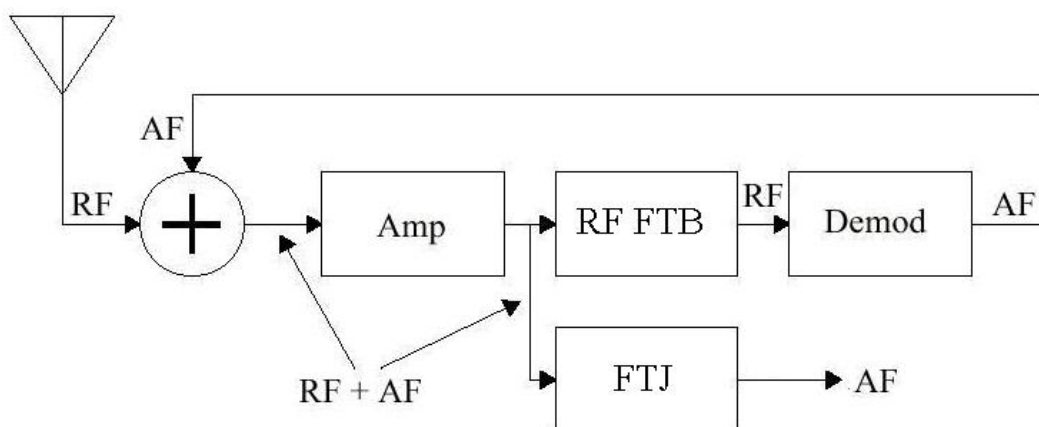 AF
RF
Amp
RF FTB
RF
Demod
AF
RF + AF
FTJ
AF